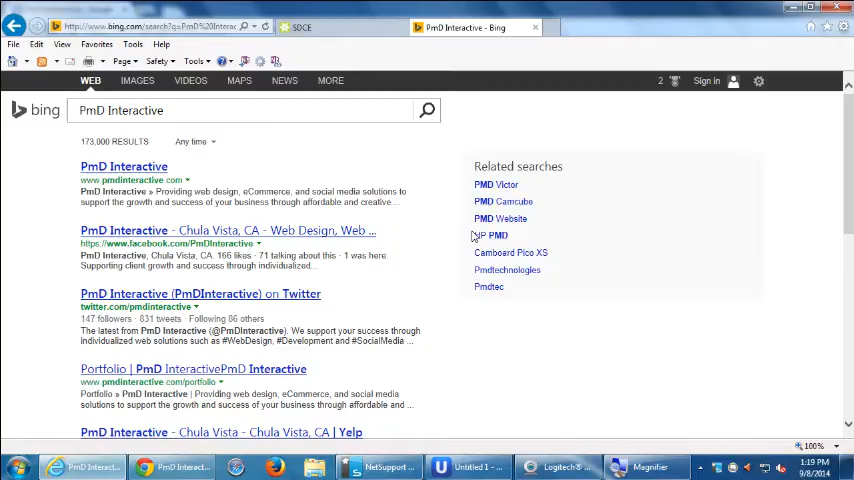 http://www.bing.com/search?q=PmD%20Interac
SDCE
PmD Interactive - Bing
File Edit View Favorites Tools Help
Page Safety Tools
WEB IMAGES VIDEOS MAPS NEWS MORE
2 Sign in
bing PmD Interactive
173,000 RESULTS Any time
PmD Interactive
www.pmdinteractive.com
PmD Interactive » Providing web design, eCommerce, and social media solutions to
support the growth and success of your business through affordable and creative ...
PmD Interactive - Chula Vista, CA - Web Design, Web ...
https://www.facebook.com/PmDInteractive
PmD Interactive, Chula Vista, CA. 166 likes · 71 talking about this · 1 was here.
Supporting client growth and success through individualized...
PmD Interactive (PmDInteractive) on Twitter
twitter.com/pmdinteractive
147 followers · 831 tweets · Following 86 others
The latest from PmD Interactive (@PmDInteractive). We support your success through
individualized web solutions such as #WebDesign, #Development and #SocialMedia ...
Portfolio | PmD InteractivePmD Interactive
www.pmdinteractive.com/portfolio
Portfolio » PmD Interactive | Providing web design, eCommerce, and social media
solutions to support the growth and success of your business through affordable and ...
PmD Interactive - Chula Vista - Chula Vista, CA | Yelp
Related searches
PMD Victor
PMD Camcube
PMD Website
PMD
Camboard Pico XS
Pmdtechnologies
Pmdtec
100%
PmD Interact...
PmD Interact...
NetSupport ...
Untitled 1 - ...
Logitech® ...
Magnifier
1:19 PM
9/8/2014